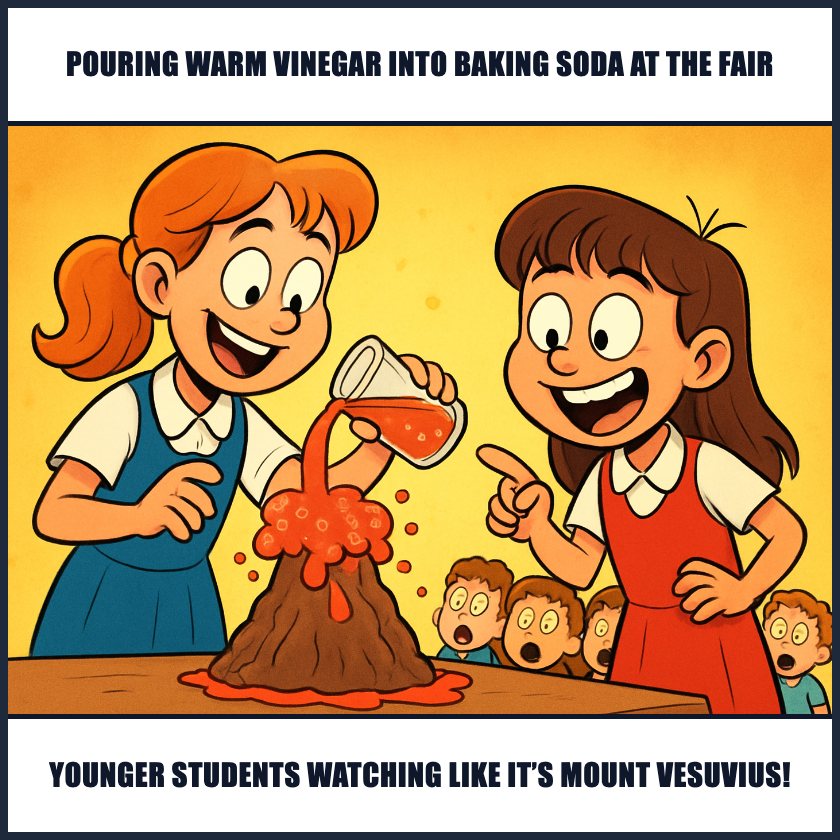 POURING WARM VINEGAR INTO BAKING SODA AT THE FAIR
YOUNGER STUDENTS WATCHING LIKE IT'S MOUNT VESUVIUS!